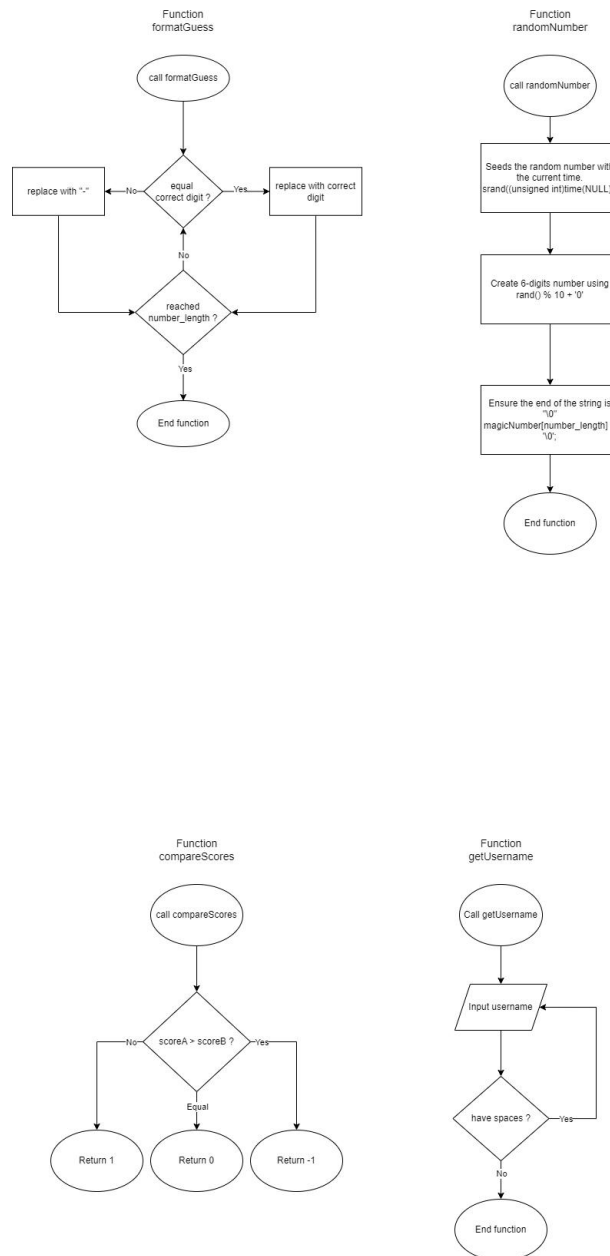 Function
formatGuess
call formatGuess
equal
correct digit ?
No
Yes
replace with "-"
replace with correct
digit
No
reached
number_length ?
Yes
End function
Function
randomNumber
call randomNumber
Seeds the random number with
the current time.
srand((unsigned int)time(NULL)
Create 6-digits number using
rand() % 10 + '0'
Ensure the end of the string is
"\0"
magicNumber[number_length]
'\0';
End function
Function
compareScores
call compareScores
scoreA > scoreB ?
No
Yes
Equal
Return 1
Return 0
Return -1
Function
getUsername
Call getUsername
Input username
have spaces ?
Yes
No
End function